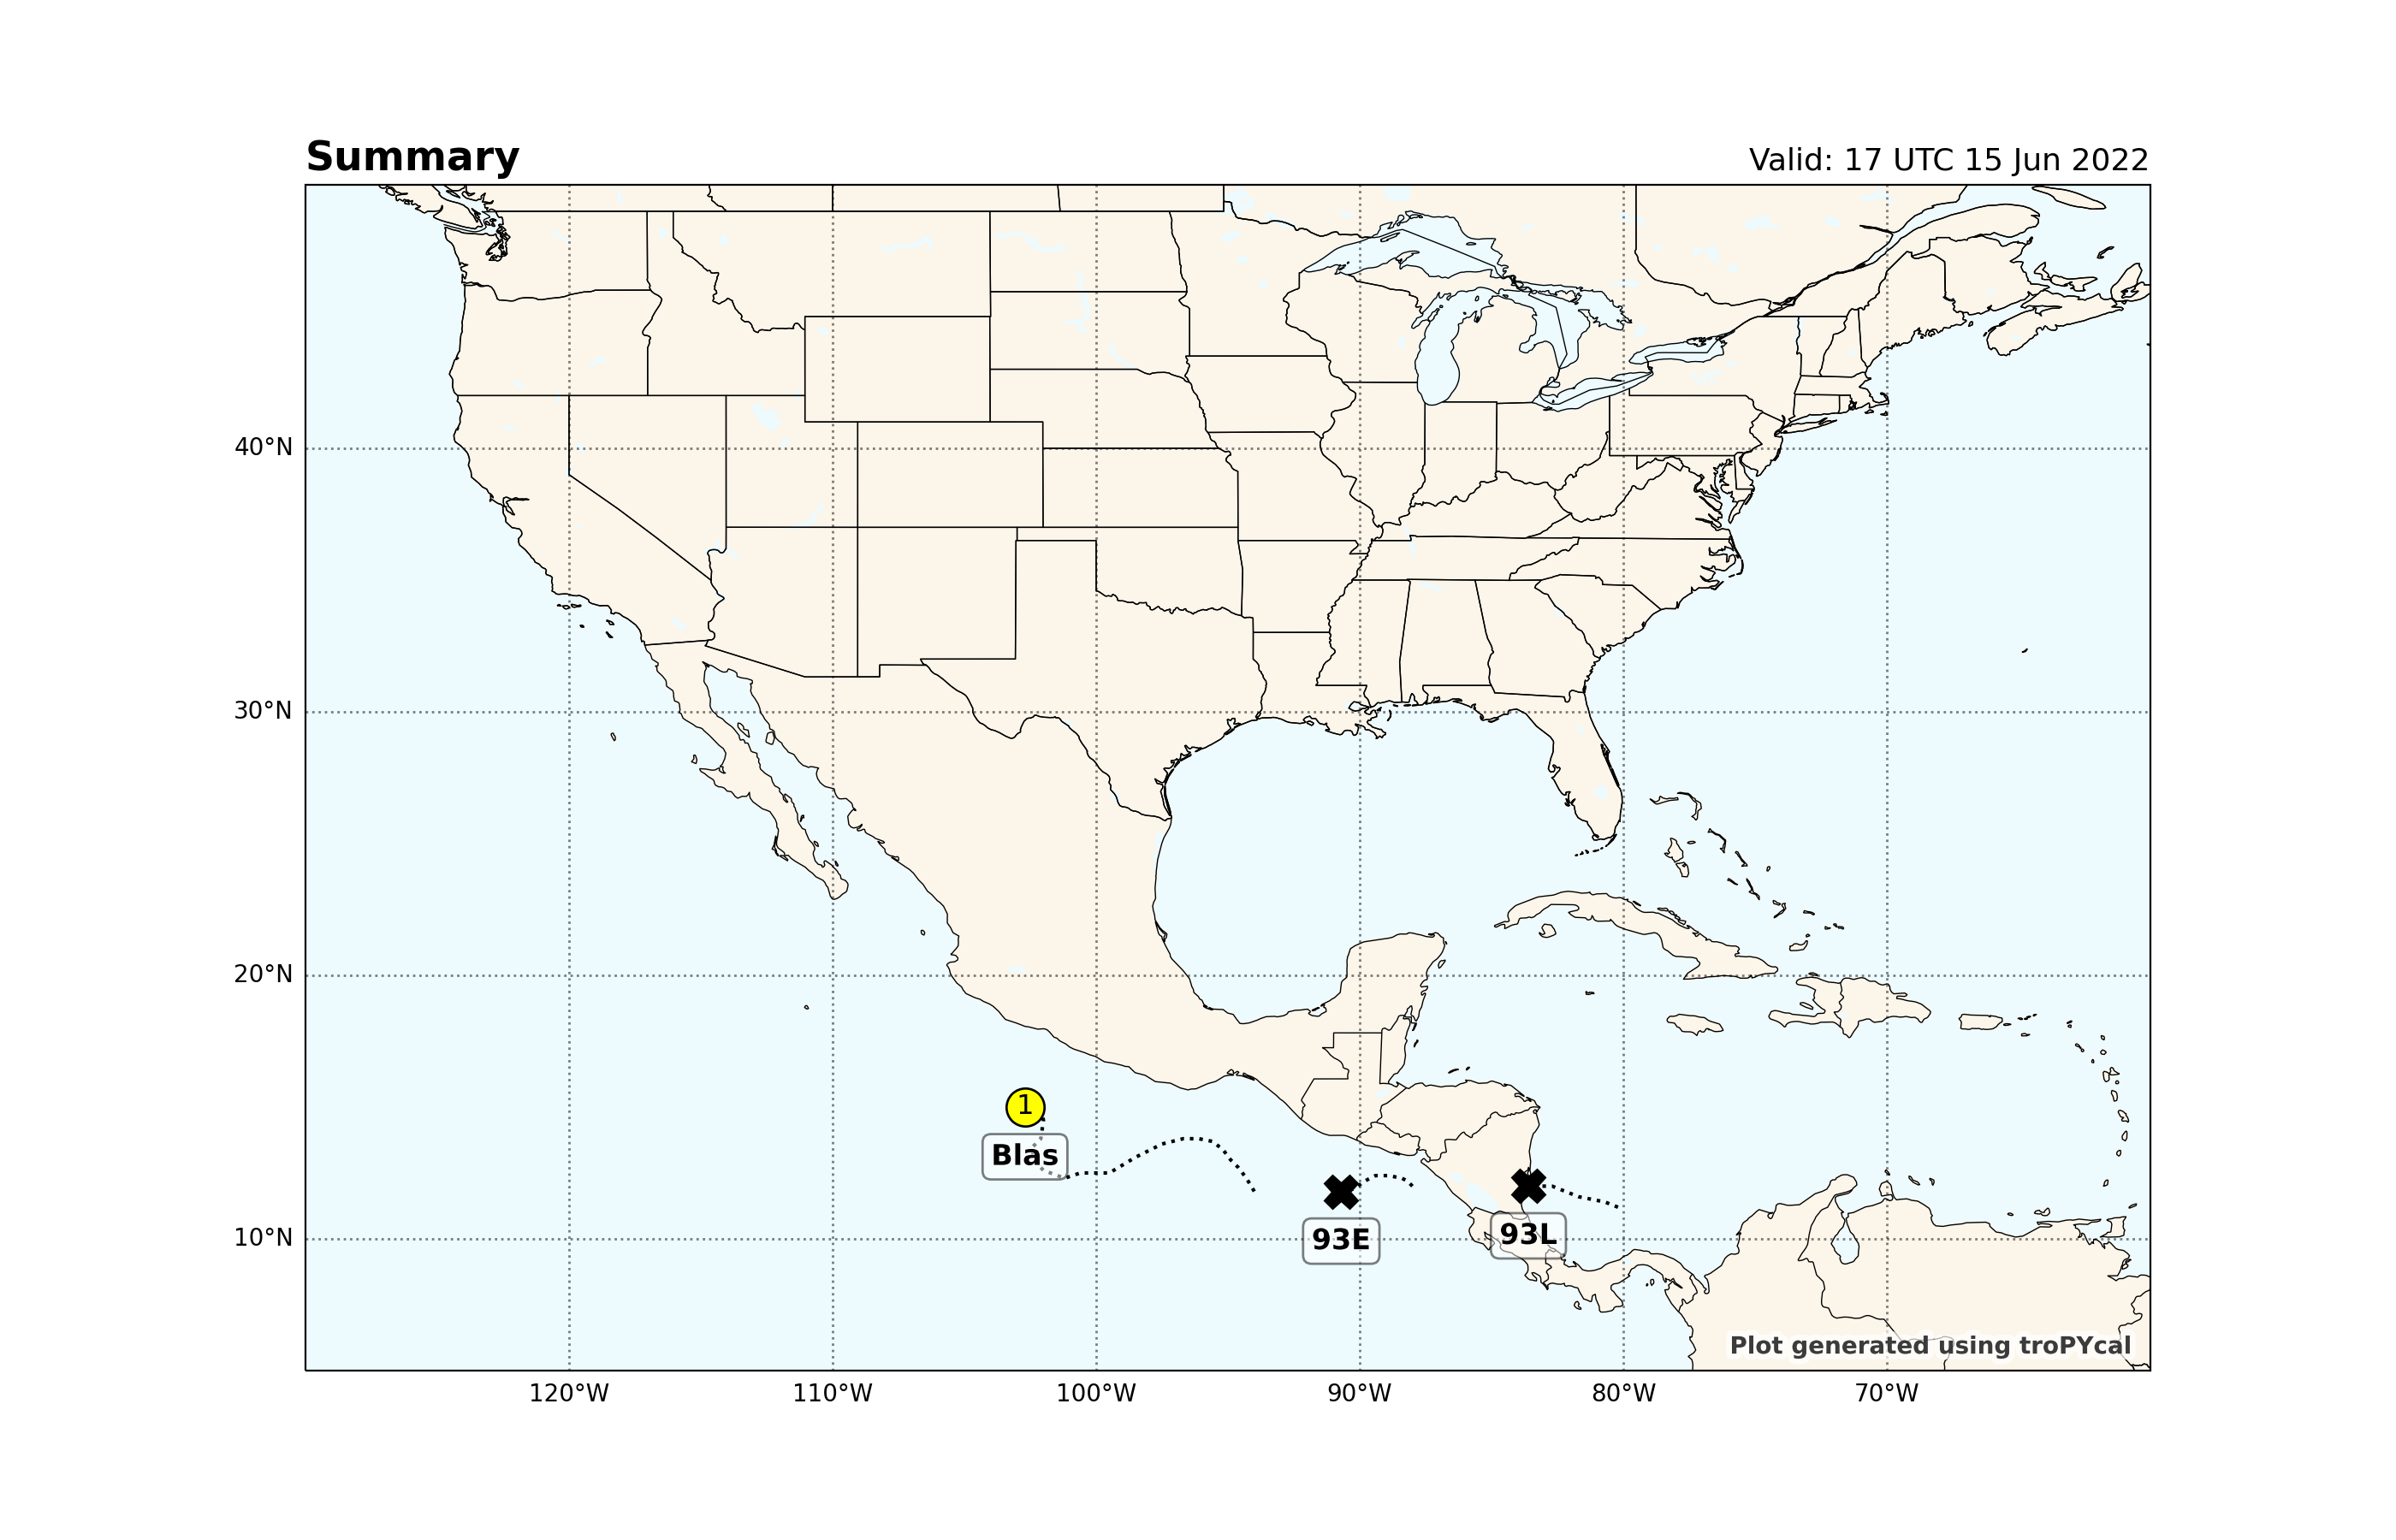 Summary
Valid: 17 UTC 15 Jun 2022
40°N
30°N
20°N
1
Blas
93E
93L
10°N
Plot generated using troPYcal
120°W
110°W
100°W
90°W
80°W
70°W